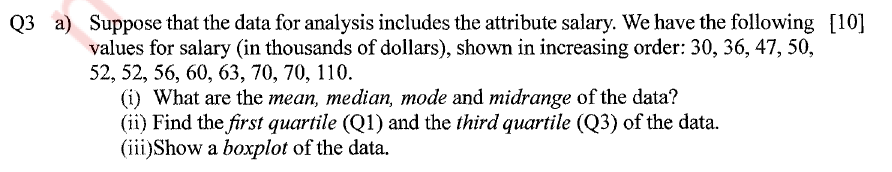 Q3 a) Suppose that the data for analysis includes the attribute salary. We have the following [10]
values for salary (in thousands of dollars), shown in increasing order: 30, 36, 47, 50,
52, 52, 56, 60, 63, 70, 70, 110.
(i) What are the mean, median, mode and midrange of the data?
(ii) Find the first quartile (Q1) and the third quartile (Q3) of the data.
(iii)Show a boxplot of the data.